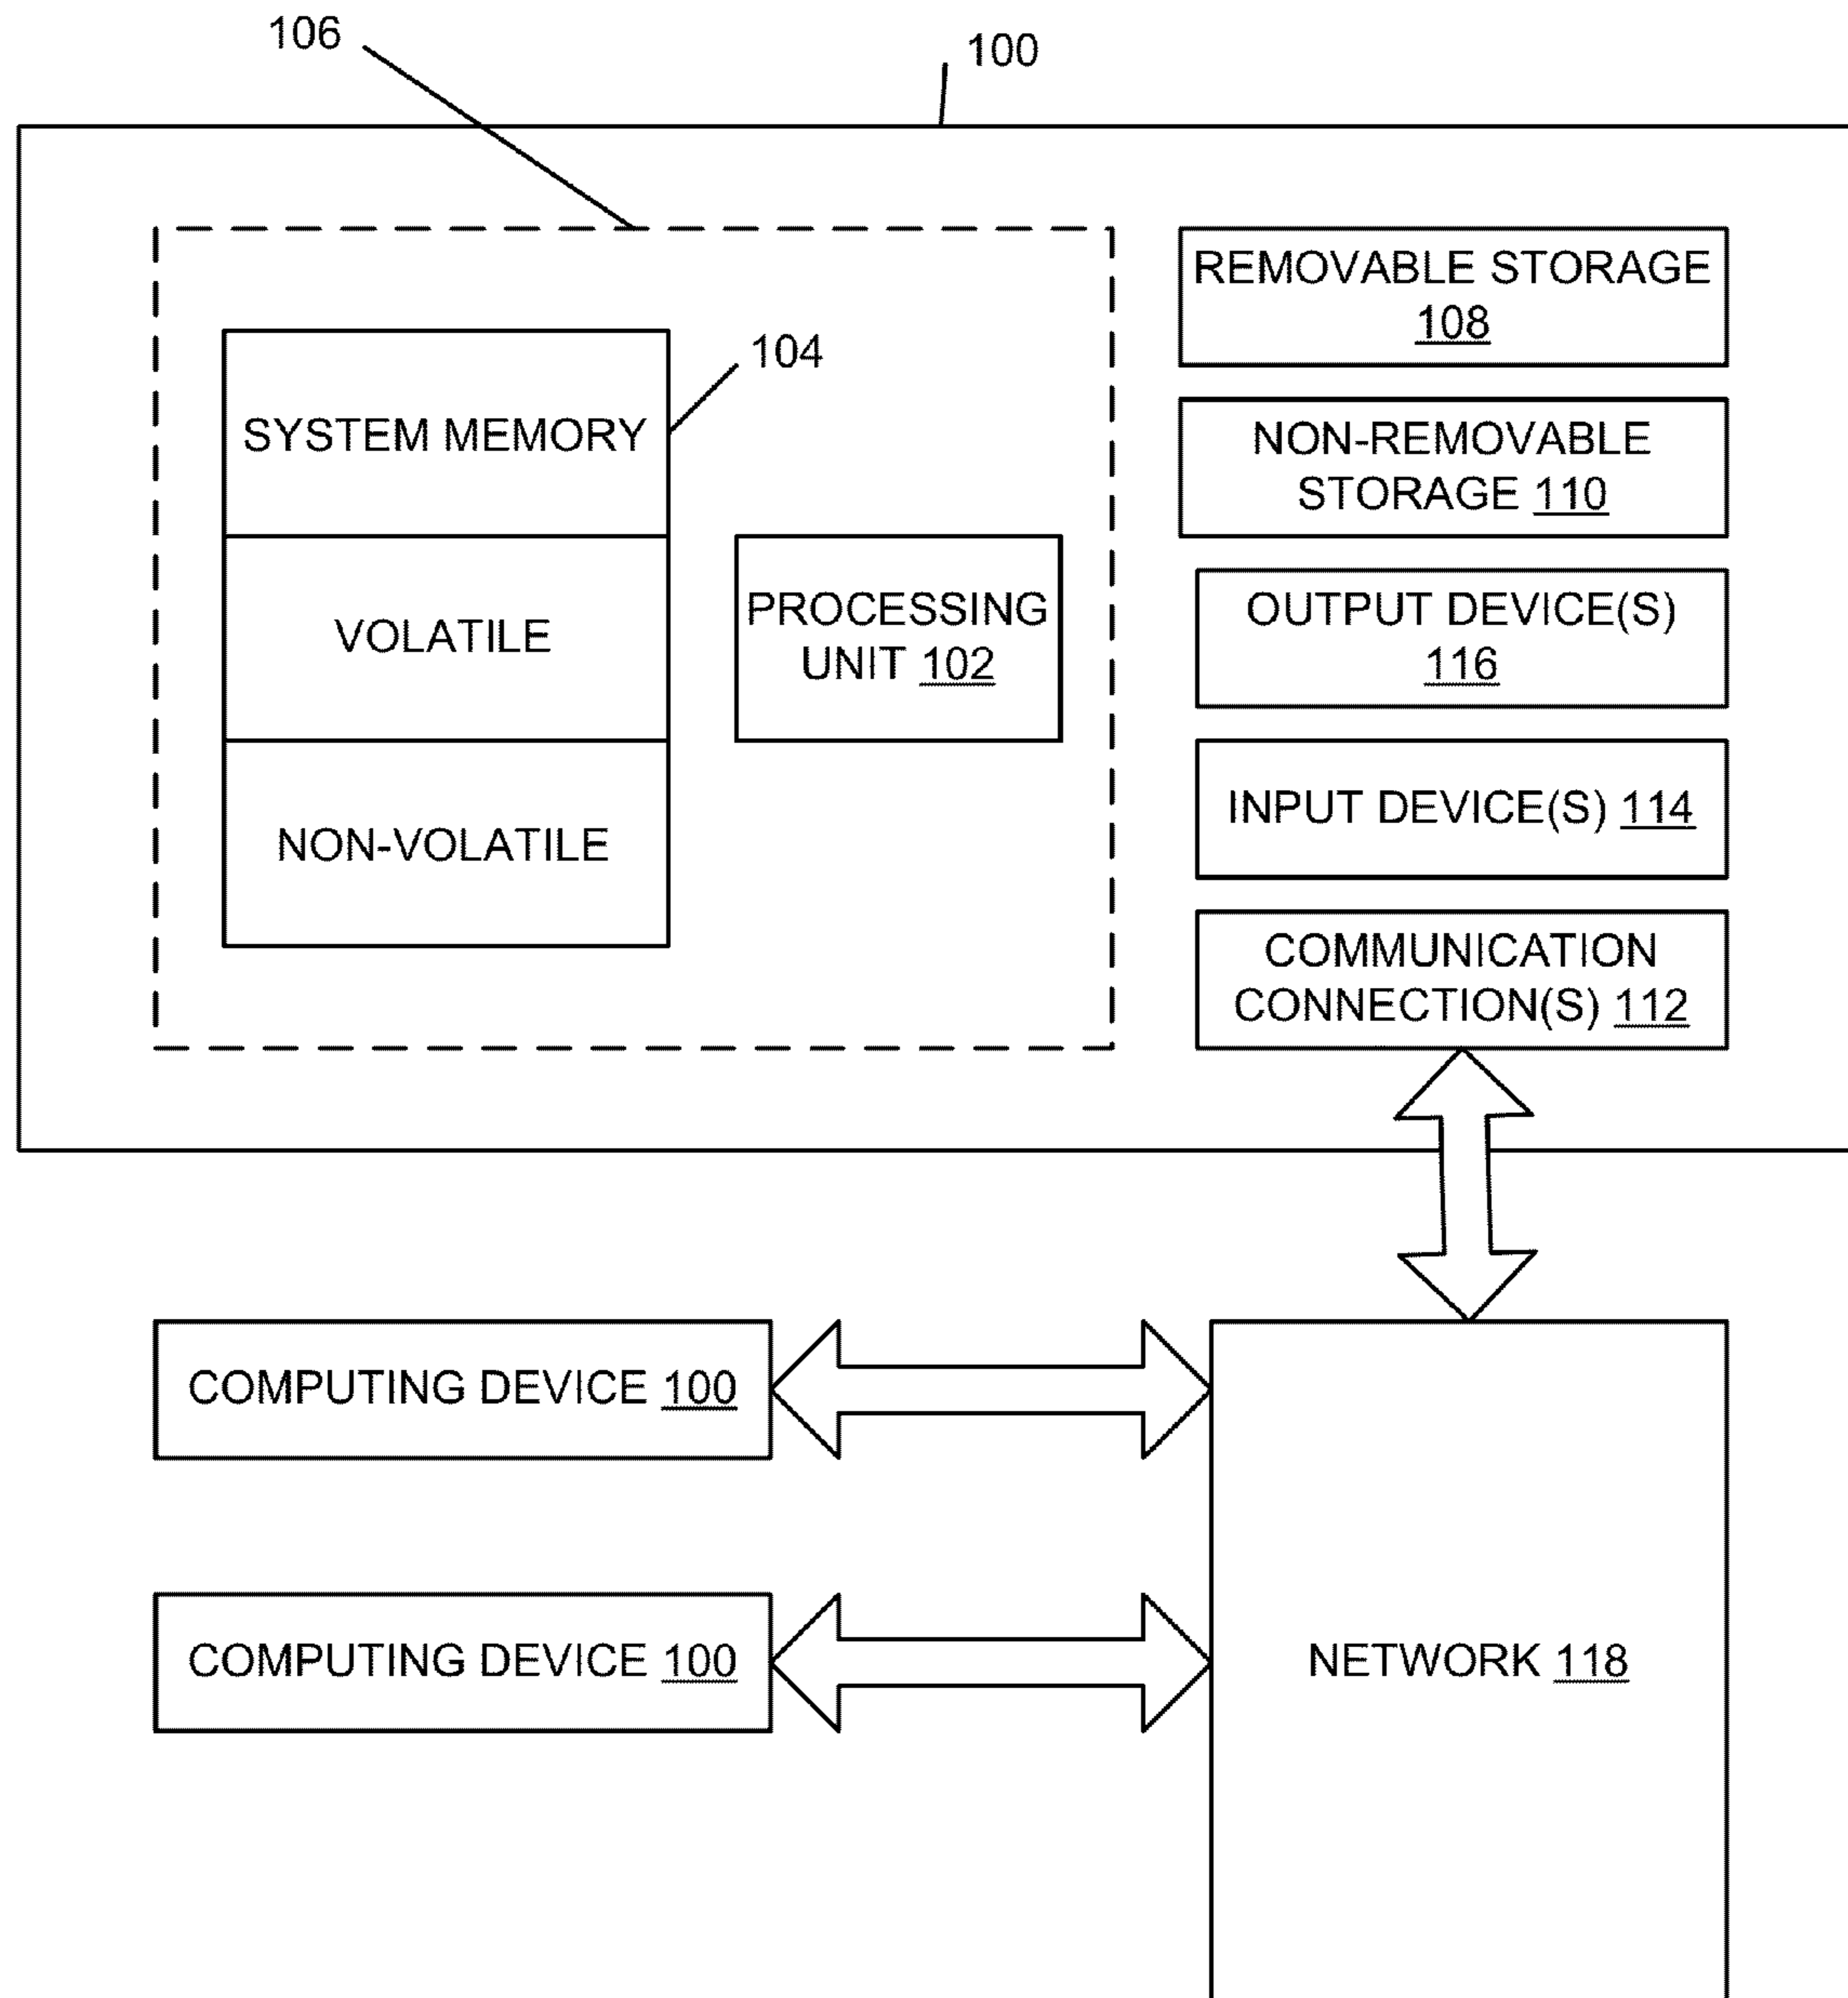 106
100
REMOVABLE STORAGE
108
104
SYSTEM MEMORY
NON-REMOVABLE
STORAGE 110
VOLATILE
PROCESSING
UNIT 102
OUTPUT DEVICE(S)
116
NON-VOLATILE
INPUT DEVICE(S) 114
COMMUNICATION
CONNECTION(S) 112
COMPUTING DEVICE 100
COMPUTING DEVICE 100
NETWORK 118